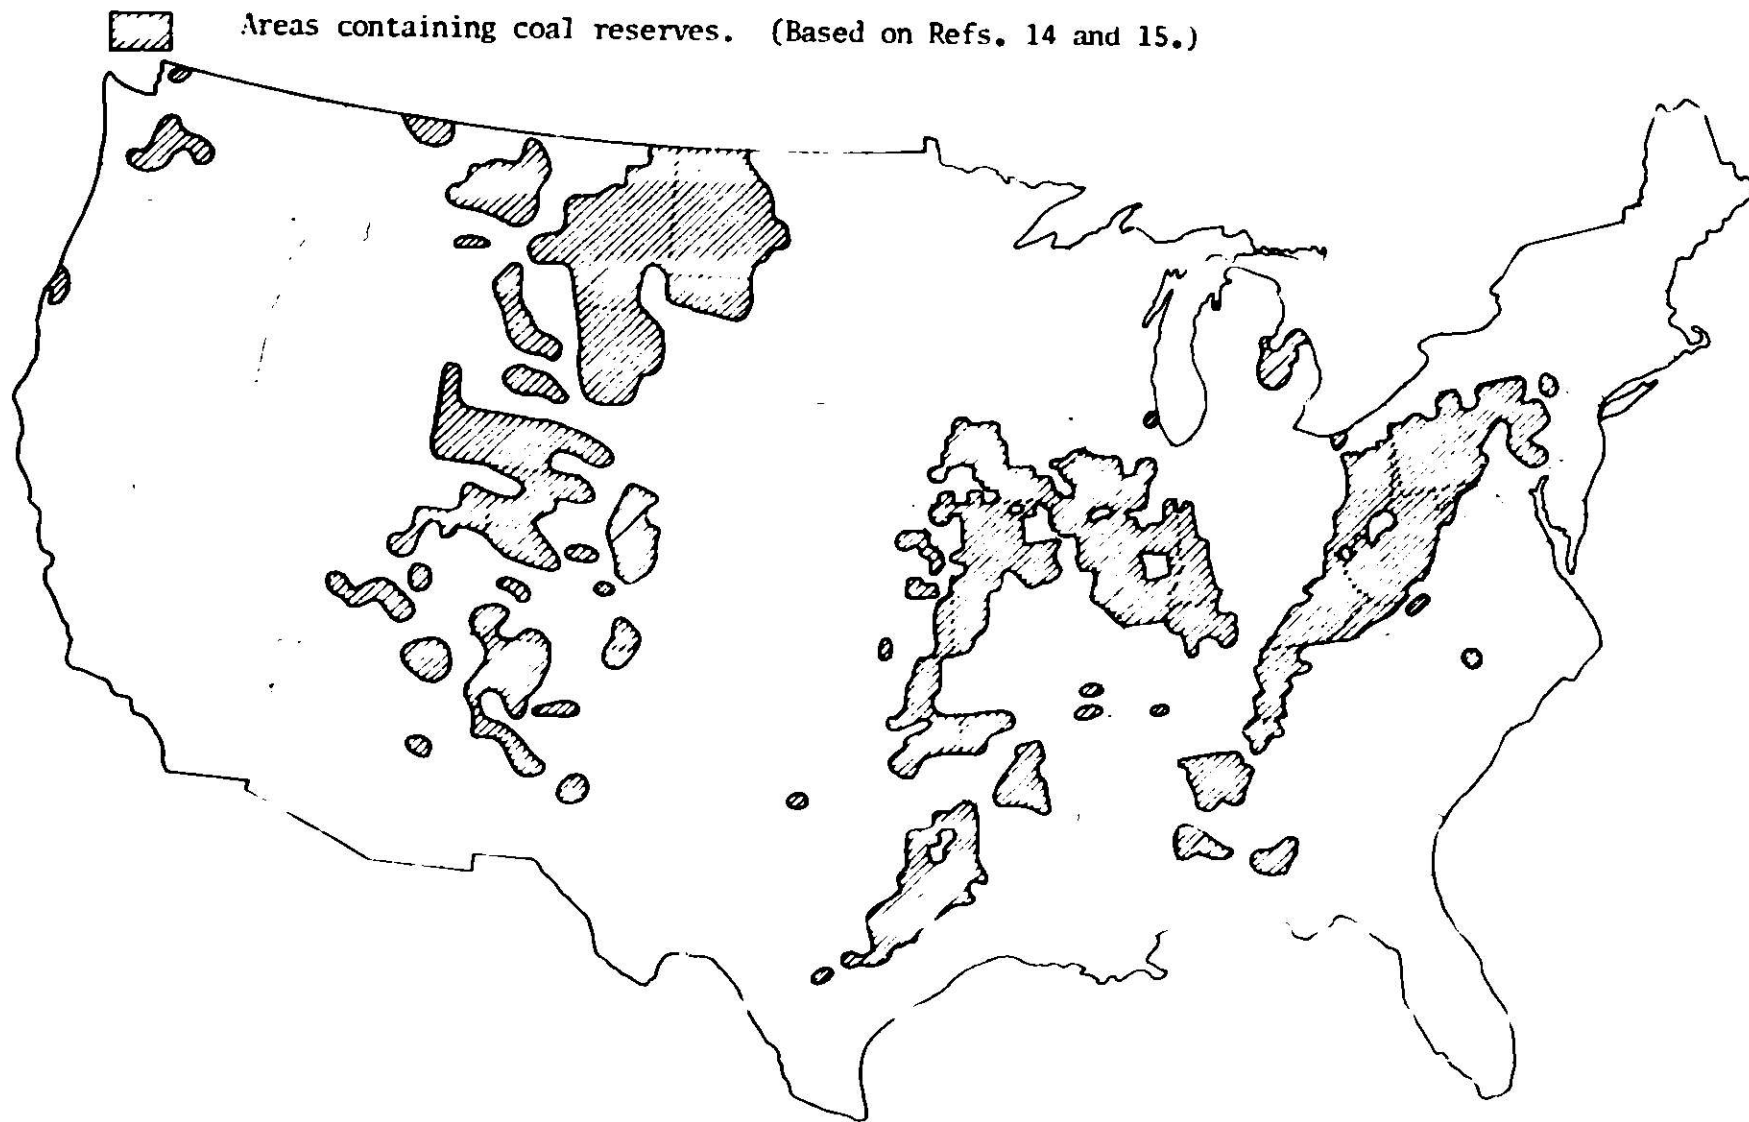 Areas containing coal reserves. (Based on Refs. 14 and 15.)